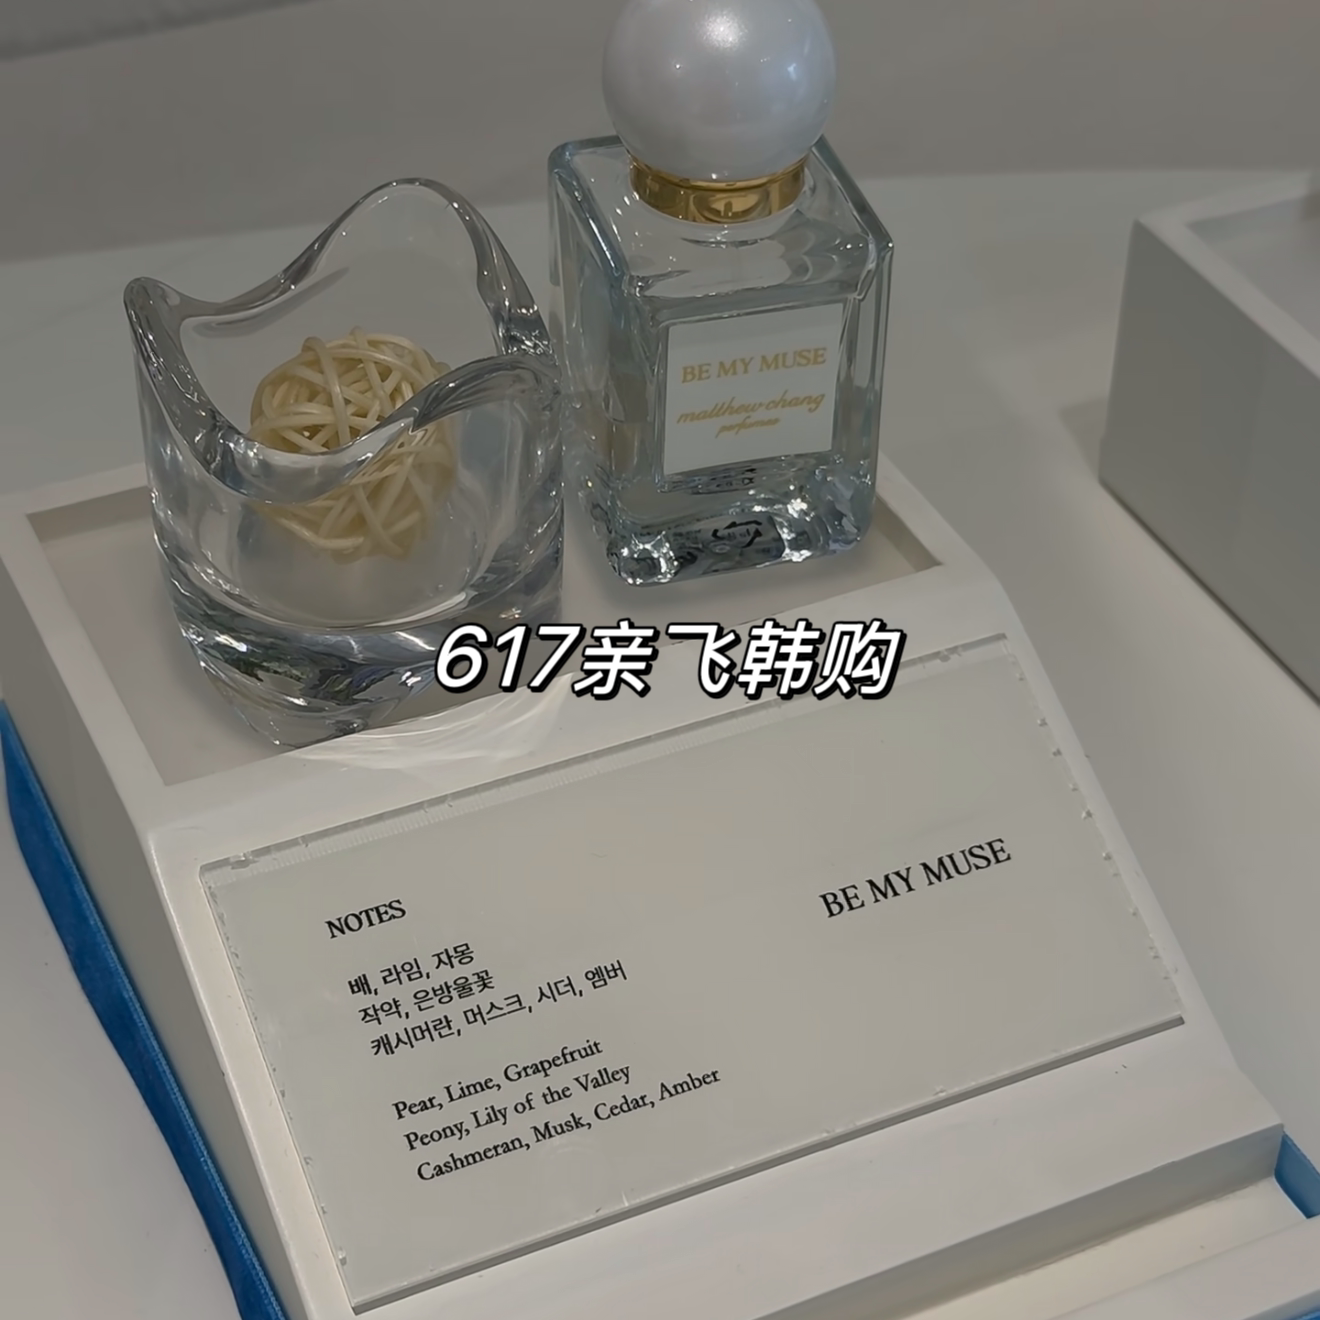 BE MY MUSE
matthew chang
perfumes
617亲飞韩购
NOTES
BE MY MUSE
배, 라임, 자몽
작약, 은방울꽃
캐시머란, 머스크, 시더, 엠버
Pear, Lime, Grapefruit
Peony, Lily of the Valley
Cashmeran, Musk, Cedar, Amber